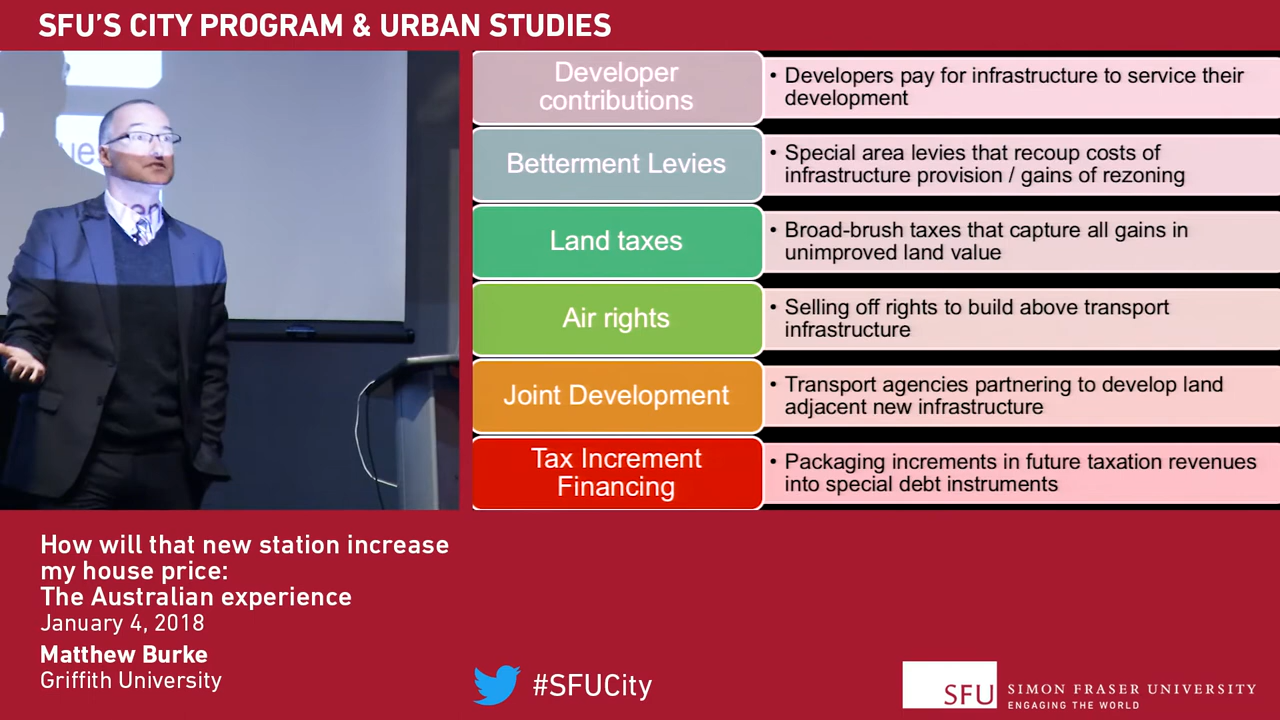 SFU'S CITY PROGRAM & URBAN STUDIES
Developer
contributions
• Developers pay for infrastructure to service their
development
Betterment Levies
• Special area levies that recoup costs of
infrastructure provision / gains of rezoning
Land taxes
• Broad-brush taxes that capture all gains in
unimproved land value
Air rights
• Selling off rights to build above transport
infrastructure
Joint Development
• Transport agencies partnering to develop land
adjacent new infrastructure
Tax Increment
Financing
• Packaging increments in future taxation revenues
into special debt instruments
How will that new station increase
my house price:
The Australian experience
January 4, 2018
Matthew Burke
Griffith University
#SFUCity
SFU
SIMON FRASER UNIVERSITY
ENGAGING THE WORLD